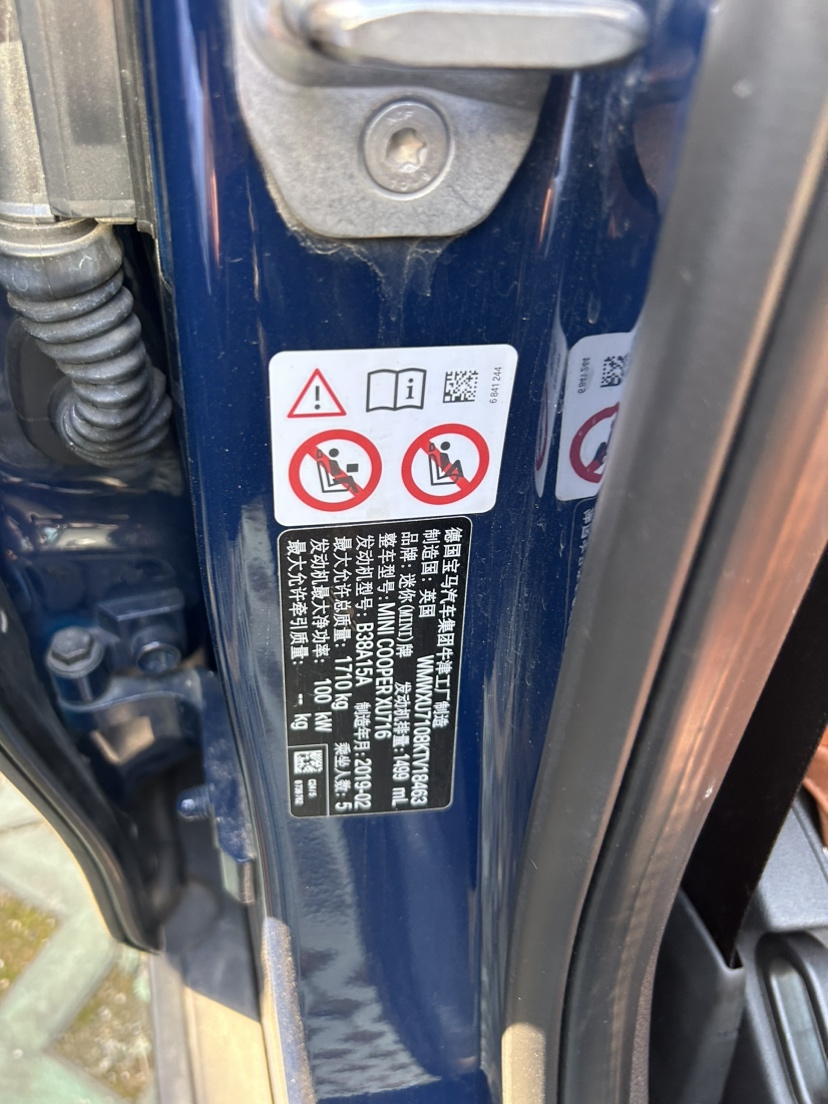 6 841 244
德国宝马汽车集团牛津工厂 制造
制造国: 英国 WMWXU7108K1V18463
品牌: 迷你(MINI)牌 发动机排量: 1499 mL
整车型号: MINI COOPER XU716
发动机型号: B38A15A 制造年月: 2019-02
最大允许总质量: 1710 kg 乘坐人数: 5
发动机最大净功率: 100 kW
最大允许牵引质量: -- kg